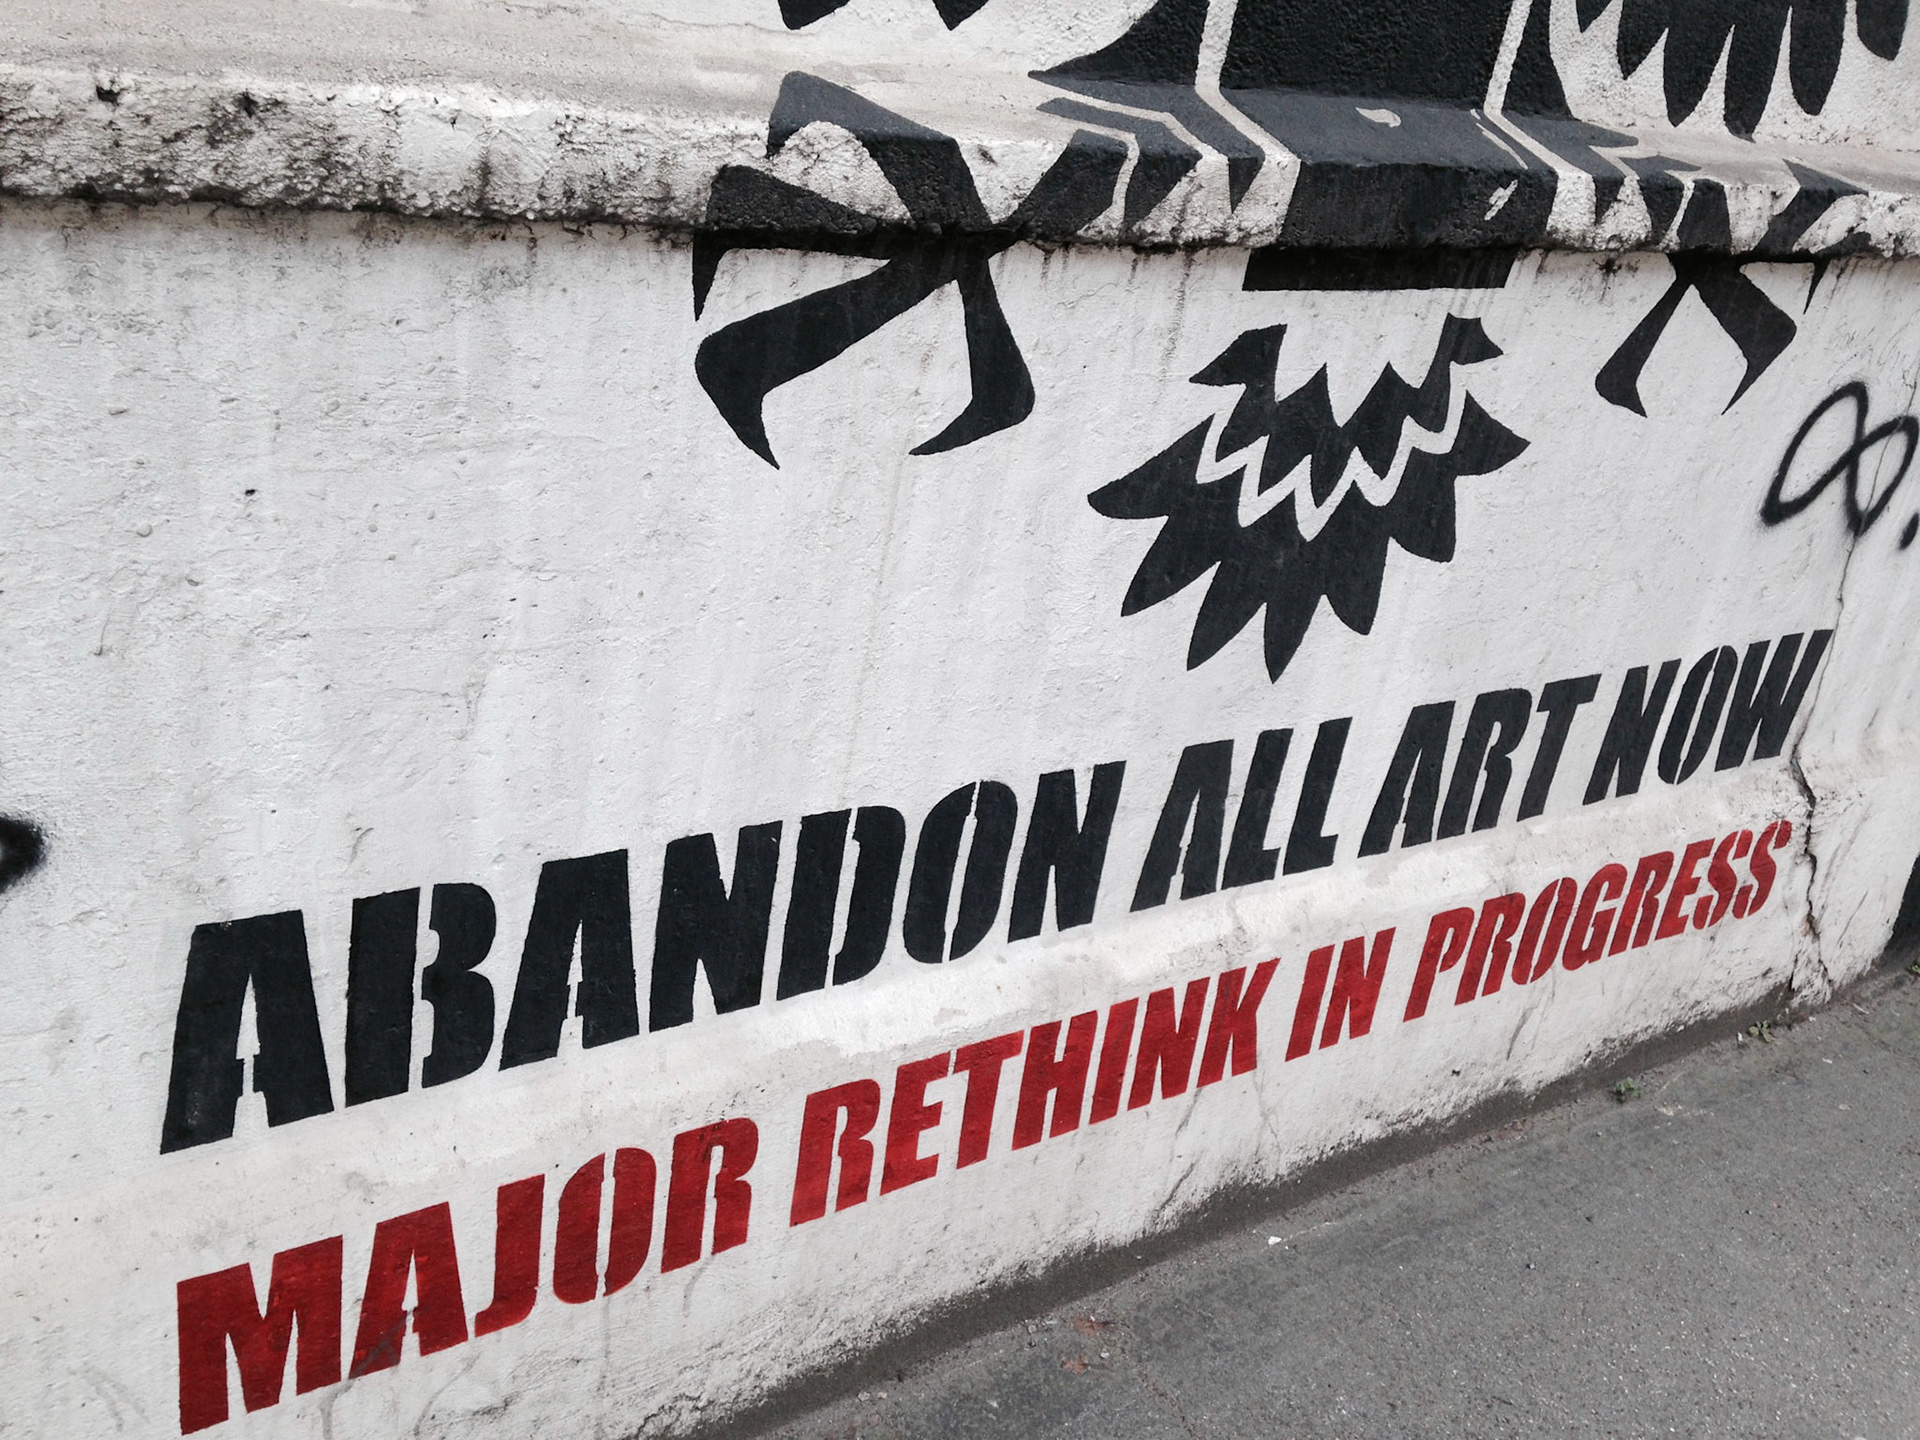 ABANDON ALL ART NOW
MAJOR RETHINK IN PROGRESS